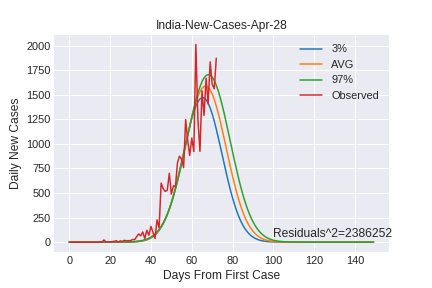 India-New-Cases-Apr-28
3%
AVG
97%
Observed
Daily New Cases
2000
1750
1500
1250
1000
750
500
250
0
Residuals^2=2386252
0 20 40 60 80 100 120 140
Days From First Case